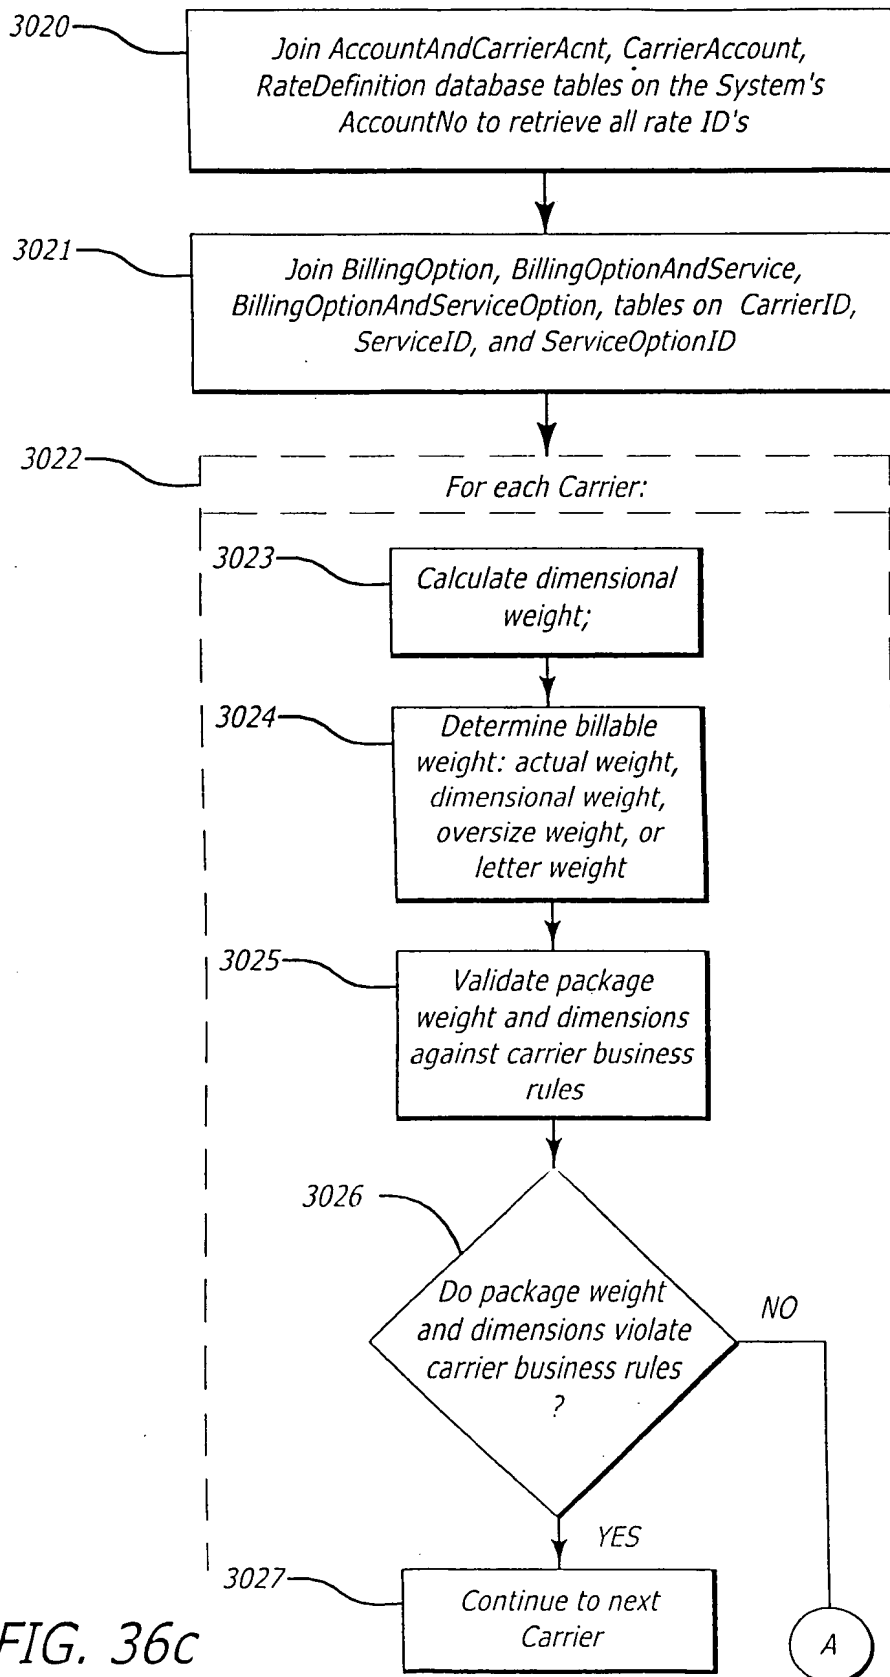 3020
Join AccountAndCarrierAcnt, CarrierAccount,
RateDefinition database tables on the System's
AccountNo to retrieve all rate ID's
3021
Join BillingOption, BillingOptionAndService,
BillingOptionAndServiceOption, tables on CarrierID,
ServiceID, and ServiceOptionID
3022
For each Carrier:
3023
Calculate dimensional
weight;
3024
Determine billable
weight: actual weight,
dimensional weight,
oversize weight, or
letter weight
3025
Validate package
weight and dimensions
against carrier business
rules
3026
Do package weight
and dimensions violate
carrier business rules
?
NO
YES
3027
Continue to next
Carrier
A
FIG. 36c